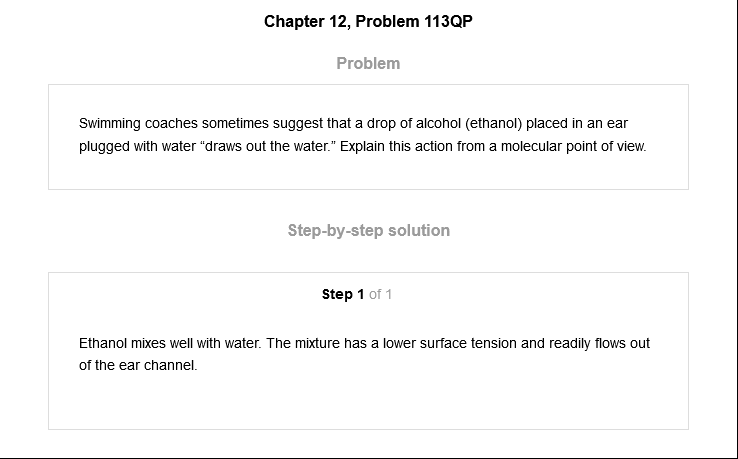 Chapter 12, Problem 113QP
Problem
Swimming coaches sometimes suggest that a drop of alcohol (ethanol) placed in an ear
plugged with water “draws out the water.” Explain this action from a molecular point of view.
Step-by-step solution
Step 1 of 1
Ethanol mixes well with water. The mixture has a lower surface tension and readily flows out
of the ear channel.